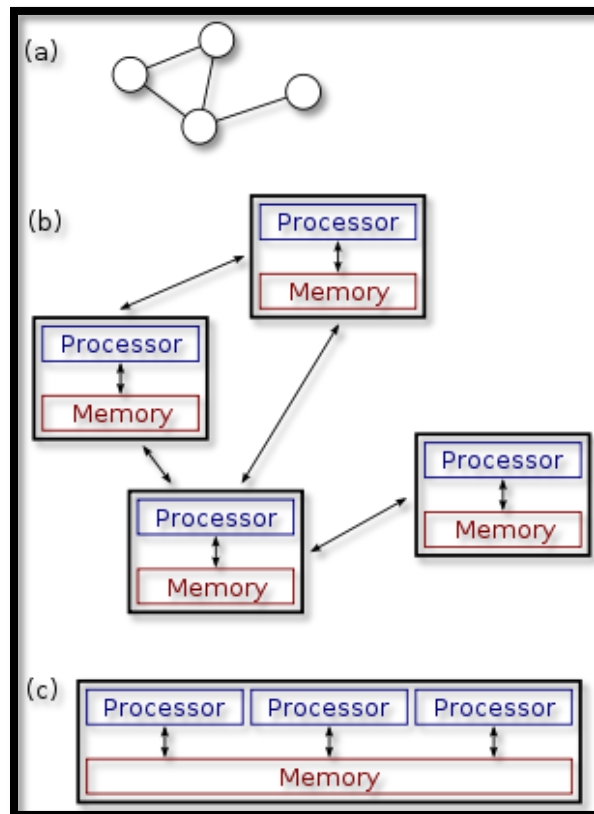 (a)
(b)
Processor
Memory
Processor
Memory
Processor
Memory
Processor
Memory
(c)
Processor Processor Processor
Memory